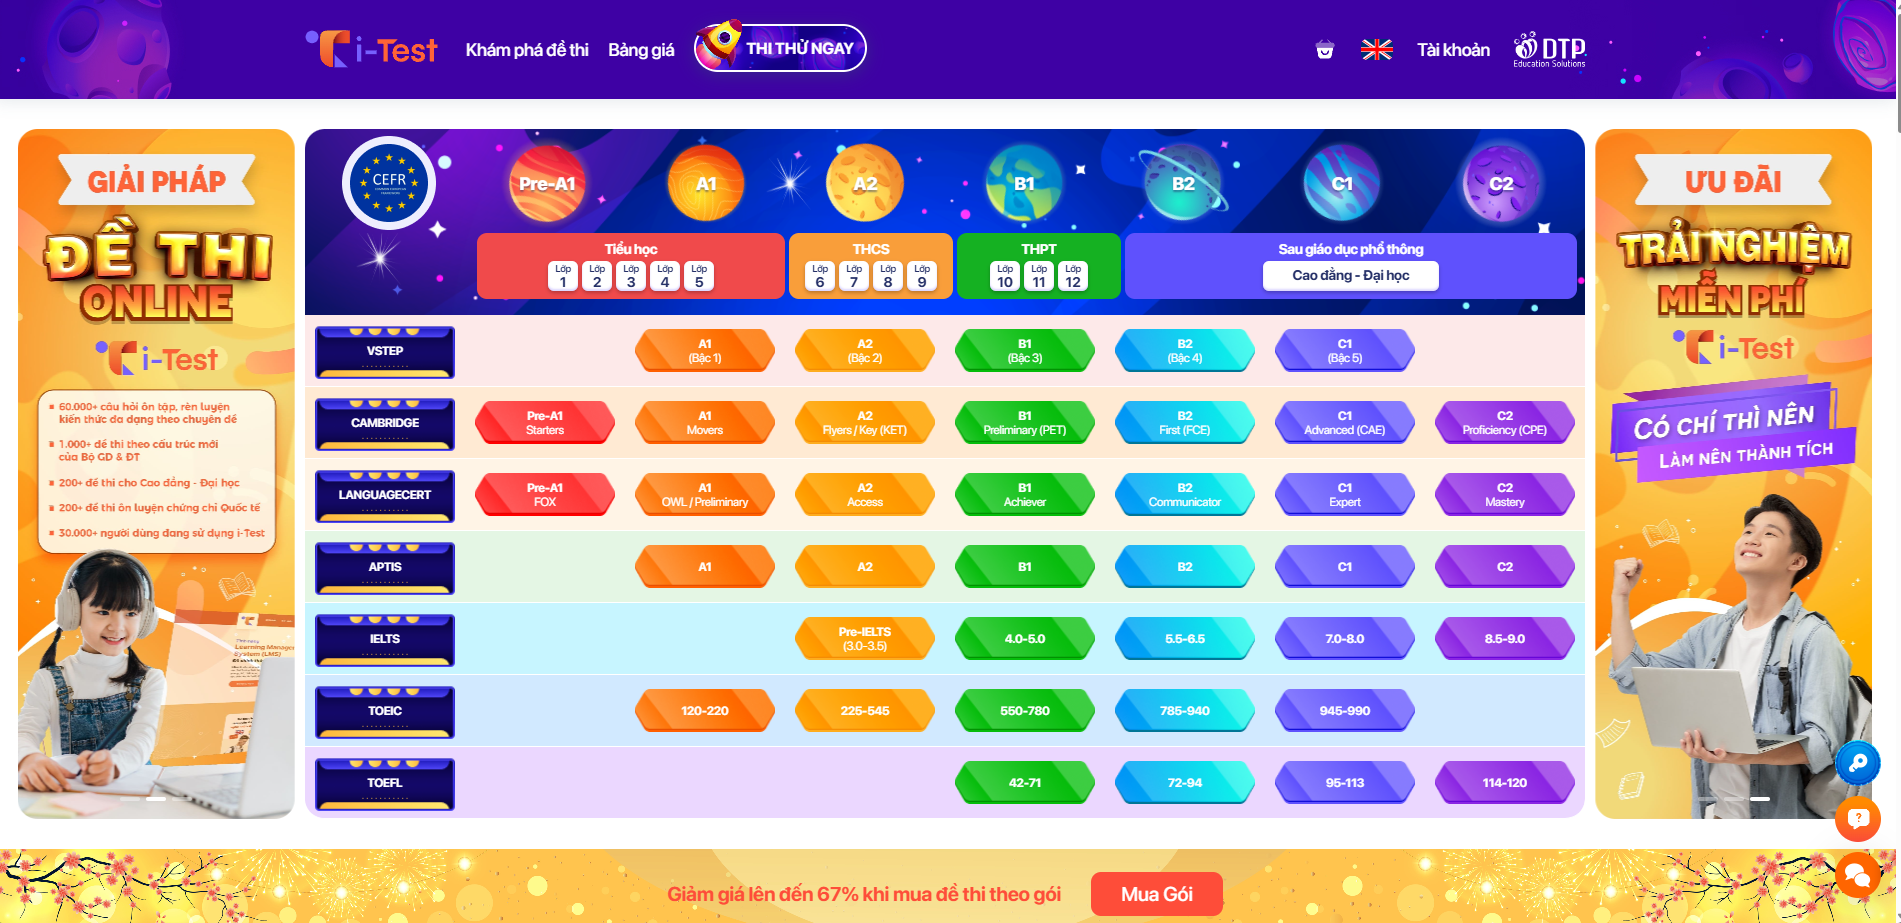 i-Test
Khám phá đề thi
Bảng giá
THI THỬ NGAY
Tài khoản
DTP
Education Solutions
GIẢI PHÁP
ĐỀ THI
ONLINE
i-Test
60.000+ câu hỏi ôn tập, rèn luyện
kiến thức đa dạng theo chuyên đề
1.000+ đề thi theo cấu trúc mới
của Bộ GD & ĐT
200+ đề thi cho Cao đẳng - Đại học
200+ đề thi ôn luyện chứng chỉ Quốc tế
30.000+ người dùng đang sử dụng i-Test
Learning Manager
System (LMS)
CEFR
Pre-A1
A1
A2
B1
B2
C1
C2
Tiểu học
Lớp 1
Lớp 2
Lớp 3
Lớp 4
Lớp 5
THCS
Lớp 6
Lớp 7
Lớp 8
Lớp 9
THPT
Lớp 10
Lớp 11
Lớp 12
Sau giáo dục phổ thông
Cao đẳng - Đại học
VSTEP
A1
(Bậc 1)
A2
(Bậc 2)
B1
(Bậc 3)
B2
(Bậc 4)
C1
(Bậc 5)
CAMBRIDGE
Pre-A1
Starters
A1
Movers
A2
Flyers / Key (KET)
B1
Preliminary (PET)
B2
First (FCE)
C1
Advanced (CAE)
C2
Proficiency (CPE)
LANGUAGECERT
Pre-A1
FOX
A1
OWL / Preliminary
A2
Access
B1
Achiever
B2
Communicator
C1
Expert
C2
Mastery
APTIS
A1
A2
B1
B2
C1
C2
IELTS
Pre-IELTS
(3.0-3.5)
4.0-5.0
5.5-6.5
7.0-8.0
8.5-9.0
TOEIC
120-220
225-545
550-780
785-940
945-990
TOEFL
42-71
72-94
95-113
114-120
ƯU ĐÃI
TRẢI NGHIỆM
MIỄN PHÍ
i-Test
CÓ CHÍ THÌ NÊN
LÀM NÊN THÀNH TÍCH
Giảm giá lên đến 67% khi mua đề thi theo gói
Mua Gói